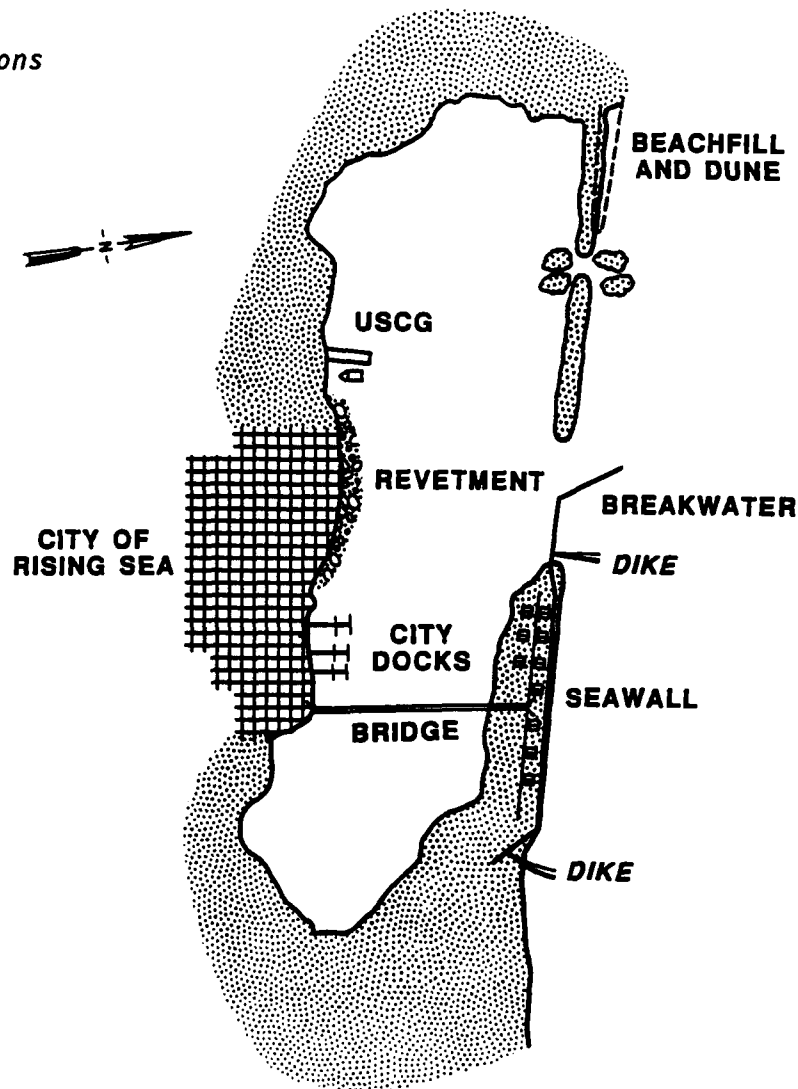 ons
BEACHFILL
AND DUNE
N
USCG
REVETMENT
BREAKWATER
CITY OF
RISING SEA
DIKE
CITY
DOCKS
SEAWALL
BRIDGE
DIKE